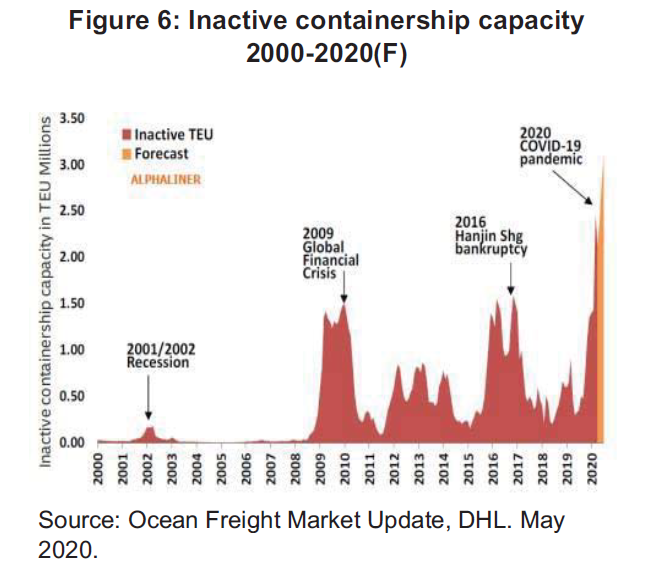 Figure 6: Inactive containership capacity
2000-2020(F)
Inactive containership capacity in TEU Millions
3.50
3.00
2.50
2.00
1.50
1.00
0.50
0.00
Inactive TEU
Forecast
ALPHALINER
2001/2002
Recession
2009
Global
Financial
Crisis
2016
Hanjin Shg
bankruptcy
2020
COVID-19
pandemic
2000
2001
2002
2003
2004
2005
2006
2007
2008
2009
2010
2011
2012
2013
2014
2015
2016
2017
2018
2019
2020
Source: Ocean Freight Market Update, DHL. May
2020.